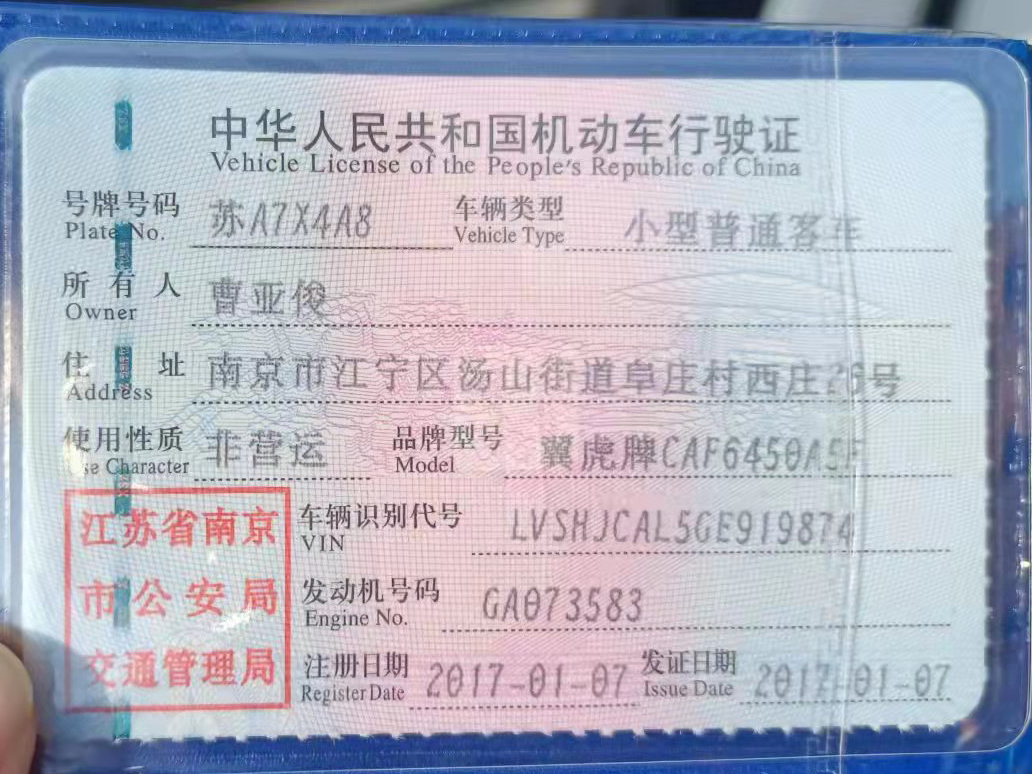 中华人民共和国机动车行驶证
Vehicle License of the People's Republic of China
号牌号码 苏A7X4A8 车辆类型 小型普通客车
Plate No. Vehicle Type
所有人 曹亚俊
Owner
住址 南京市江宁区汤山街道阜庄村西庄 号
Address
使用性质 非营运 品牌型号 翼虎牌CAF6450A5F
Use Character Model
江苏省南京
市公安局
交通管理局
车辆识别代号 LVSHJCAL5GE919874
VIN
发动机号码 GA073583
Engine No.
注册日期 2017-01-07 发证日期 2017-01-07
Register Date Issue Date